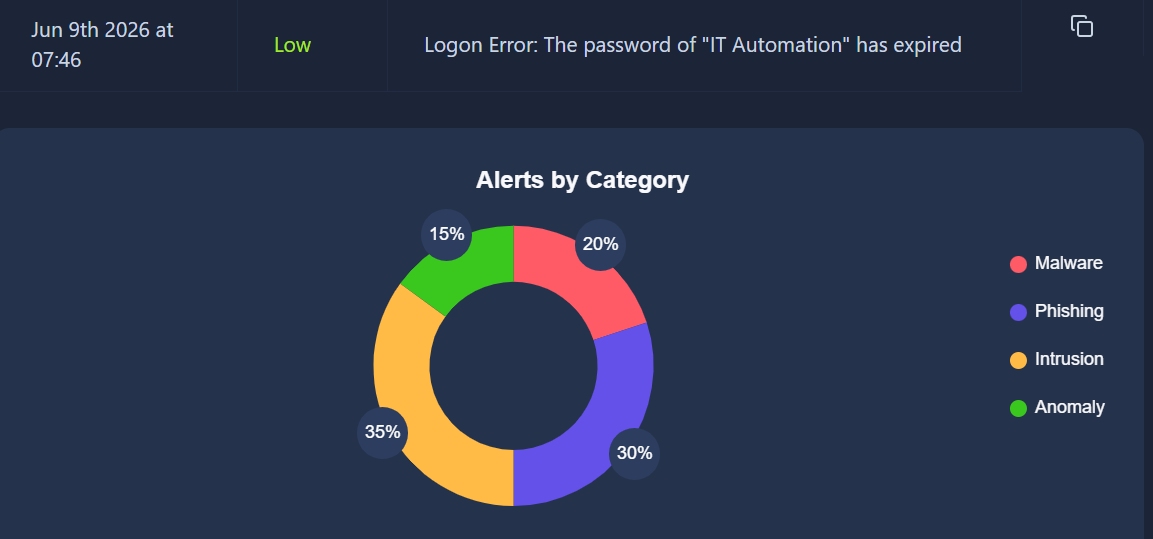 Jun 9th 2026 at
07:46
Low
Logon Error: The password of "IT Automation" has expired
Alerts by Category
15%
20%
35%
30%
Malware
Phishing
Intrusion
Anomaly